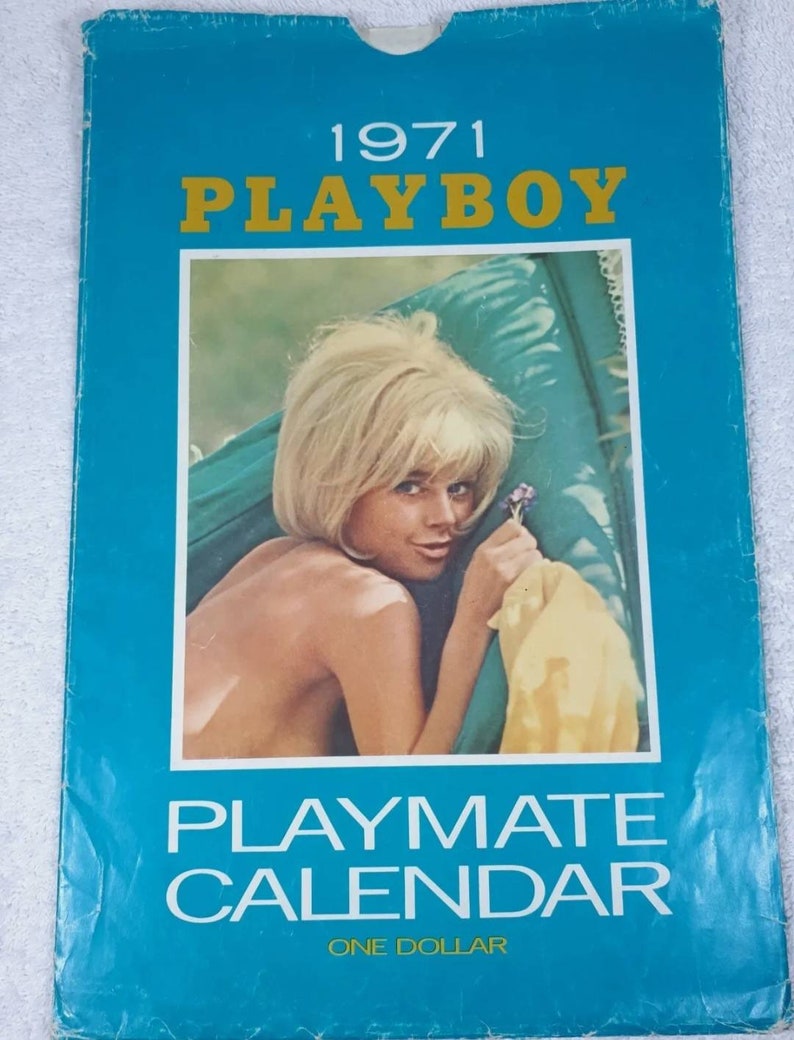 1971
PLAYBOY
PLAYMATE
CALENDAR
ONE DOLLAR